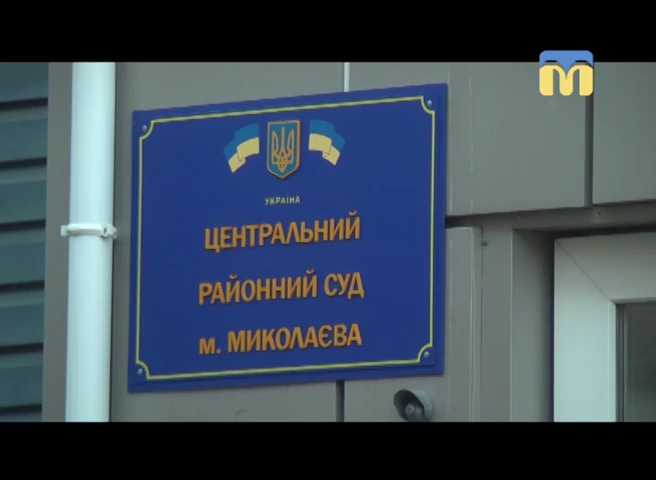 М
УКРАЇНА
ЦЕНТРАЛЬНИЙ
РАЙОННИЙ СУД
м. МИКОЛАЄВА